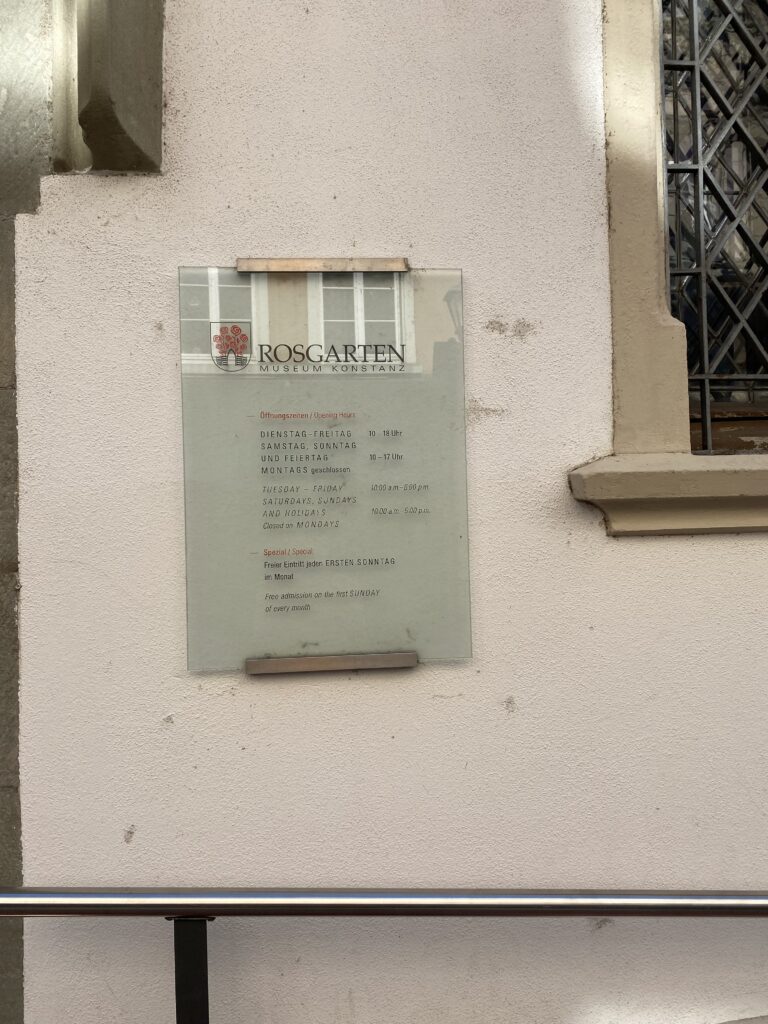 ROSGARTEN
MUSEUM KONSTANZ
Öffnungszeiten / Opening Hours
DIENSTAG - FREITAG 10 - 18 Uhr
SAMSTAG, SONNTAG
UND FEIERTAG 10 - 17 Uhr
MONTAGS geschlossen
TUESDAY - FRIDAY 10:00 a.m. - 6:00 p.m.
SATURDAYS, SUNDAYS
AND HOLIDAYS 10:00 a.m. - 5:00 p.m.
Closed on MONDAYS
Spezial / Special
Freier Eintritt jeden ERSTEN SONNTAG
im Monat
Free admission on the first SUNDAY
of every month